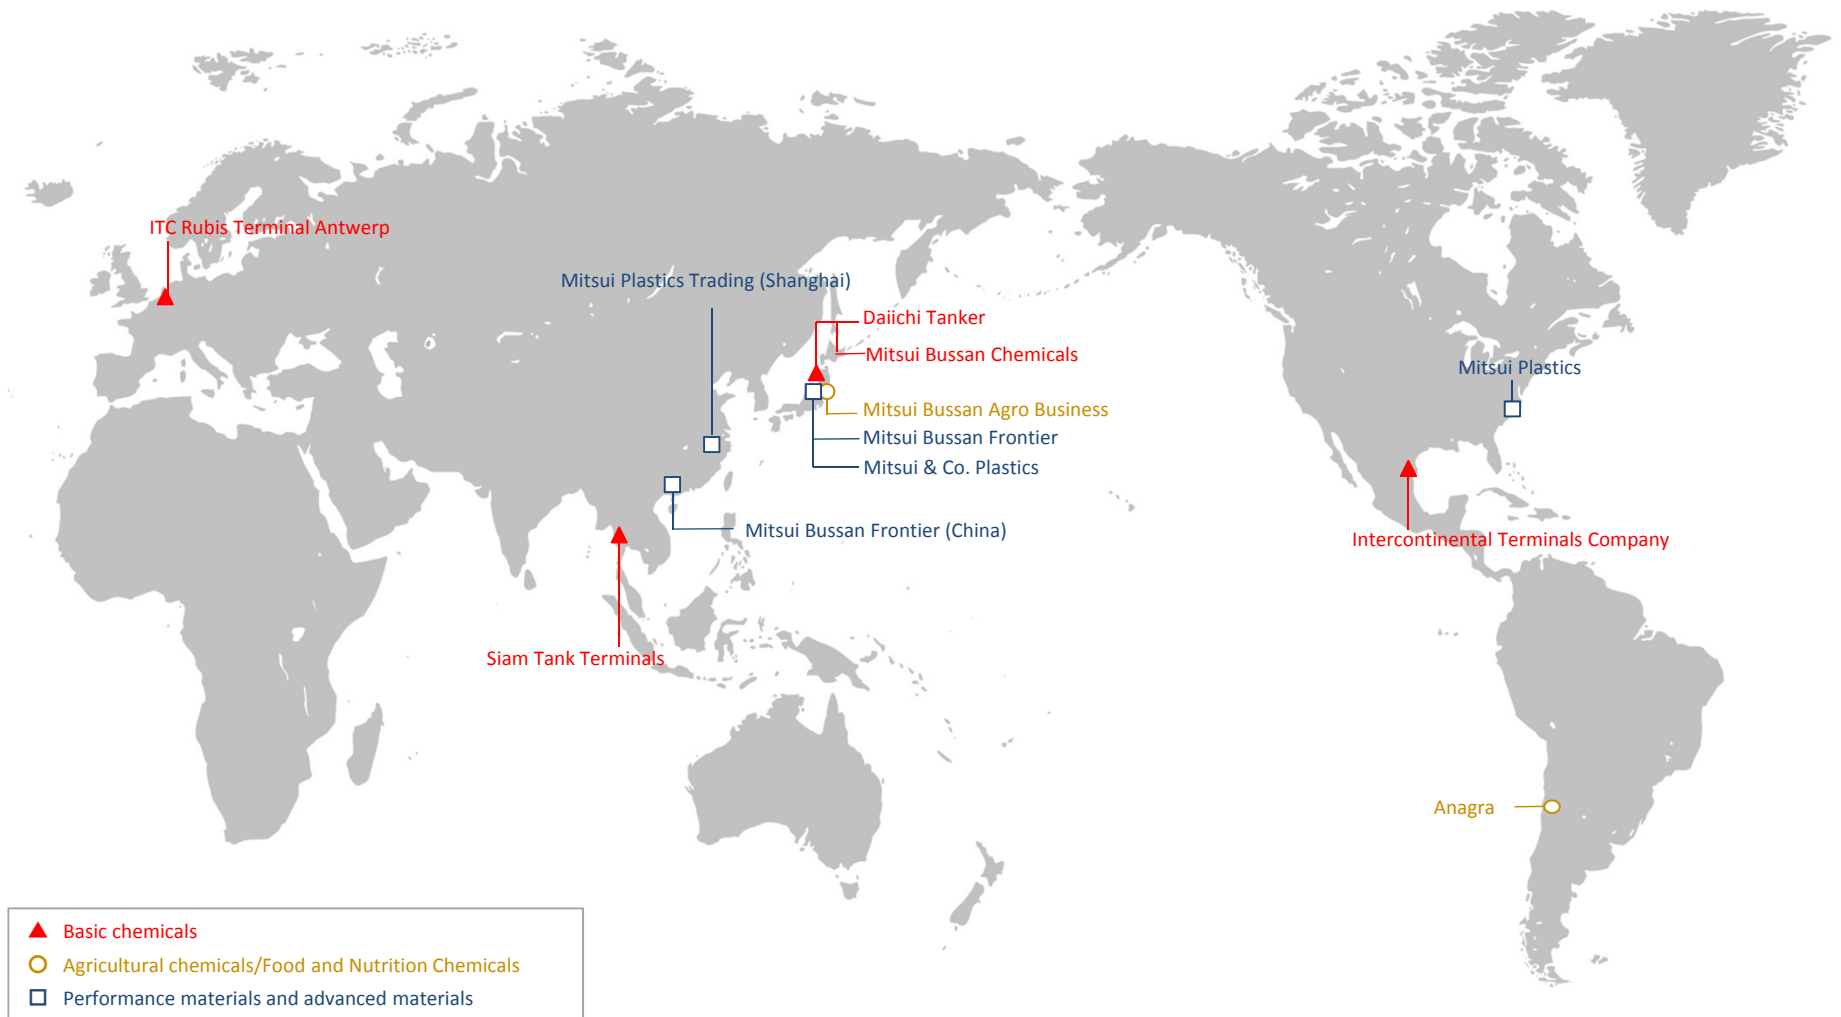 ITC Rubis Terminal Antwerp
Mitsui Plastics Trading (Shanghai)
Daiichi Tanker
Mitsui Bussan Chemicals
Mitsui Plastics
Mitsui Bussan Agro Business
Mitsui Bussan Frontier
Mitsui & Co. Plastics
Mitsui Bussan Frontier (China)
Intercontinental Terminals Company
Siam Tank Terminals
Anagra
Basic chemicals
Agricultural chemicals/Food and Nutrition Chemicals
Performance materials and advanced materials